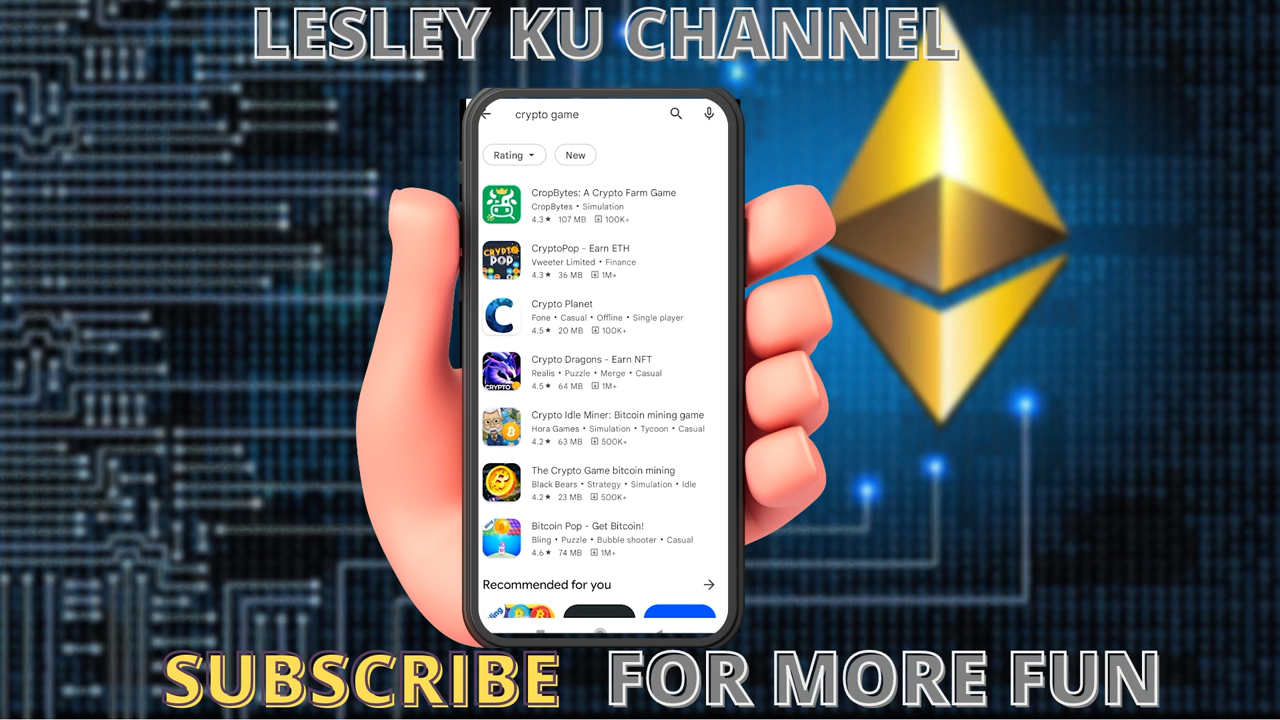 LESLEY KU CHANNEL
crypto game
Rating New
CropBytes: A Crypto Farm Game
CropBytes • Simulation
4.3★ 107 MB 100K+
CRYPTO
POP
CryptoPop - Earn ETH
Vweeter Limited • Finance
4.3★ 36 MB 1M+
Crypto Planet
Fone • Casual • Offline • Single player
4.5★ 20 MB 100K+
CRYPTO
Crypto Dragons - Earn NFT
Realis • Puzzle • Merge • Casual
4.5★ 64 MB 1M+
Crypto Idle Miner: Bitcoin mining game
Hora Games • Simulation • Tycoon • Casual
4.2★ 63 MB 500K+
The Crypto Game bitcoin mining
Black Bears • Strategy • Simulation • Idle
4.2★ 23 MB 500K+
Bitcoin Pop - Get Bitcoin!
Bling • Puzzle • Bubble shooter • Casual
4.6★ 74 MB 1M+
Recommended for you
SUBSCRIBE FOR MORE FUN